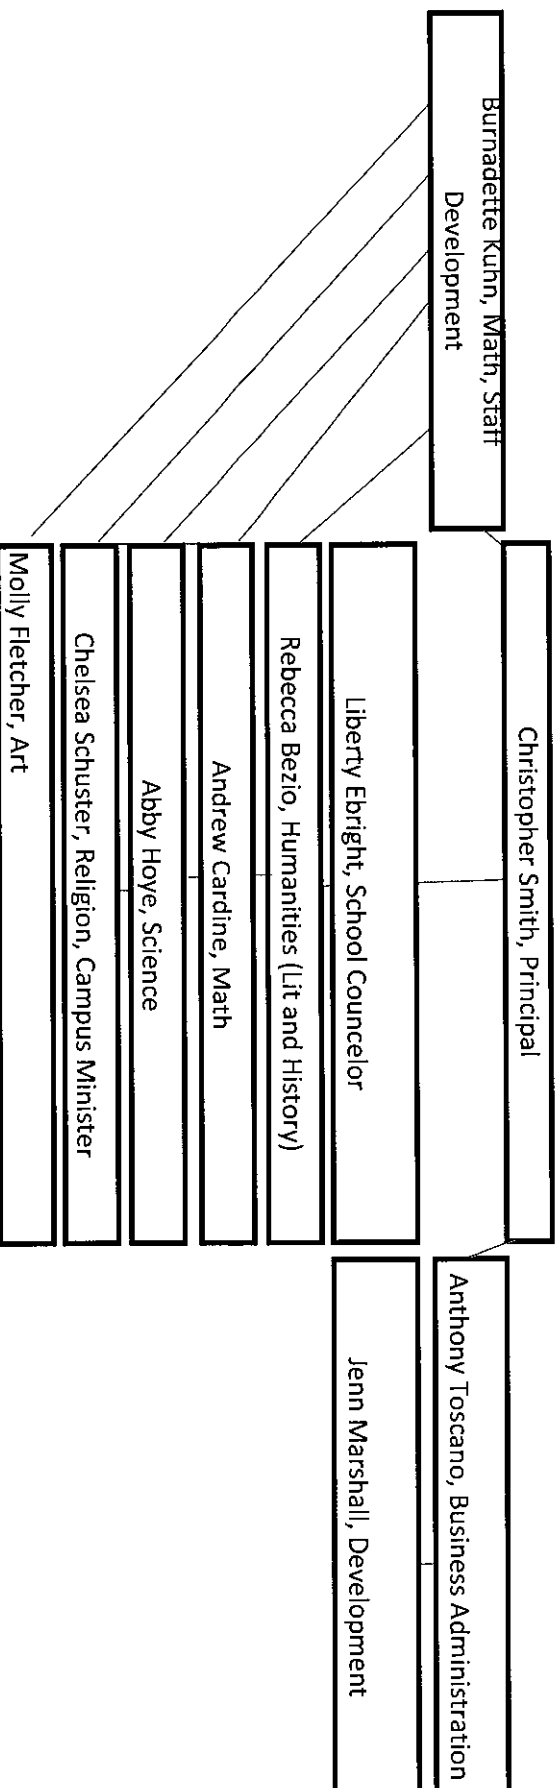 Christopher Smith, Principal
Burnadette Kuhn, Math, Staff
Development
Anthony Toscano, Business Administration
Liberty Ebright, School Councelor
Jenn Marshall, Development
Rebecca Bezio, Humanities (Lit and History)
Andrew Cardine, Math
Abby Hoye, Science
Chelsea Schuster, Religion, Campus Minister
Molly Fletcher, Art